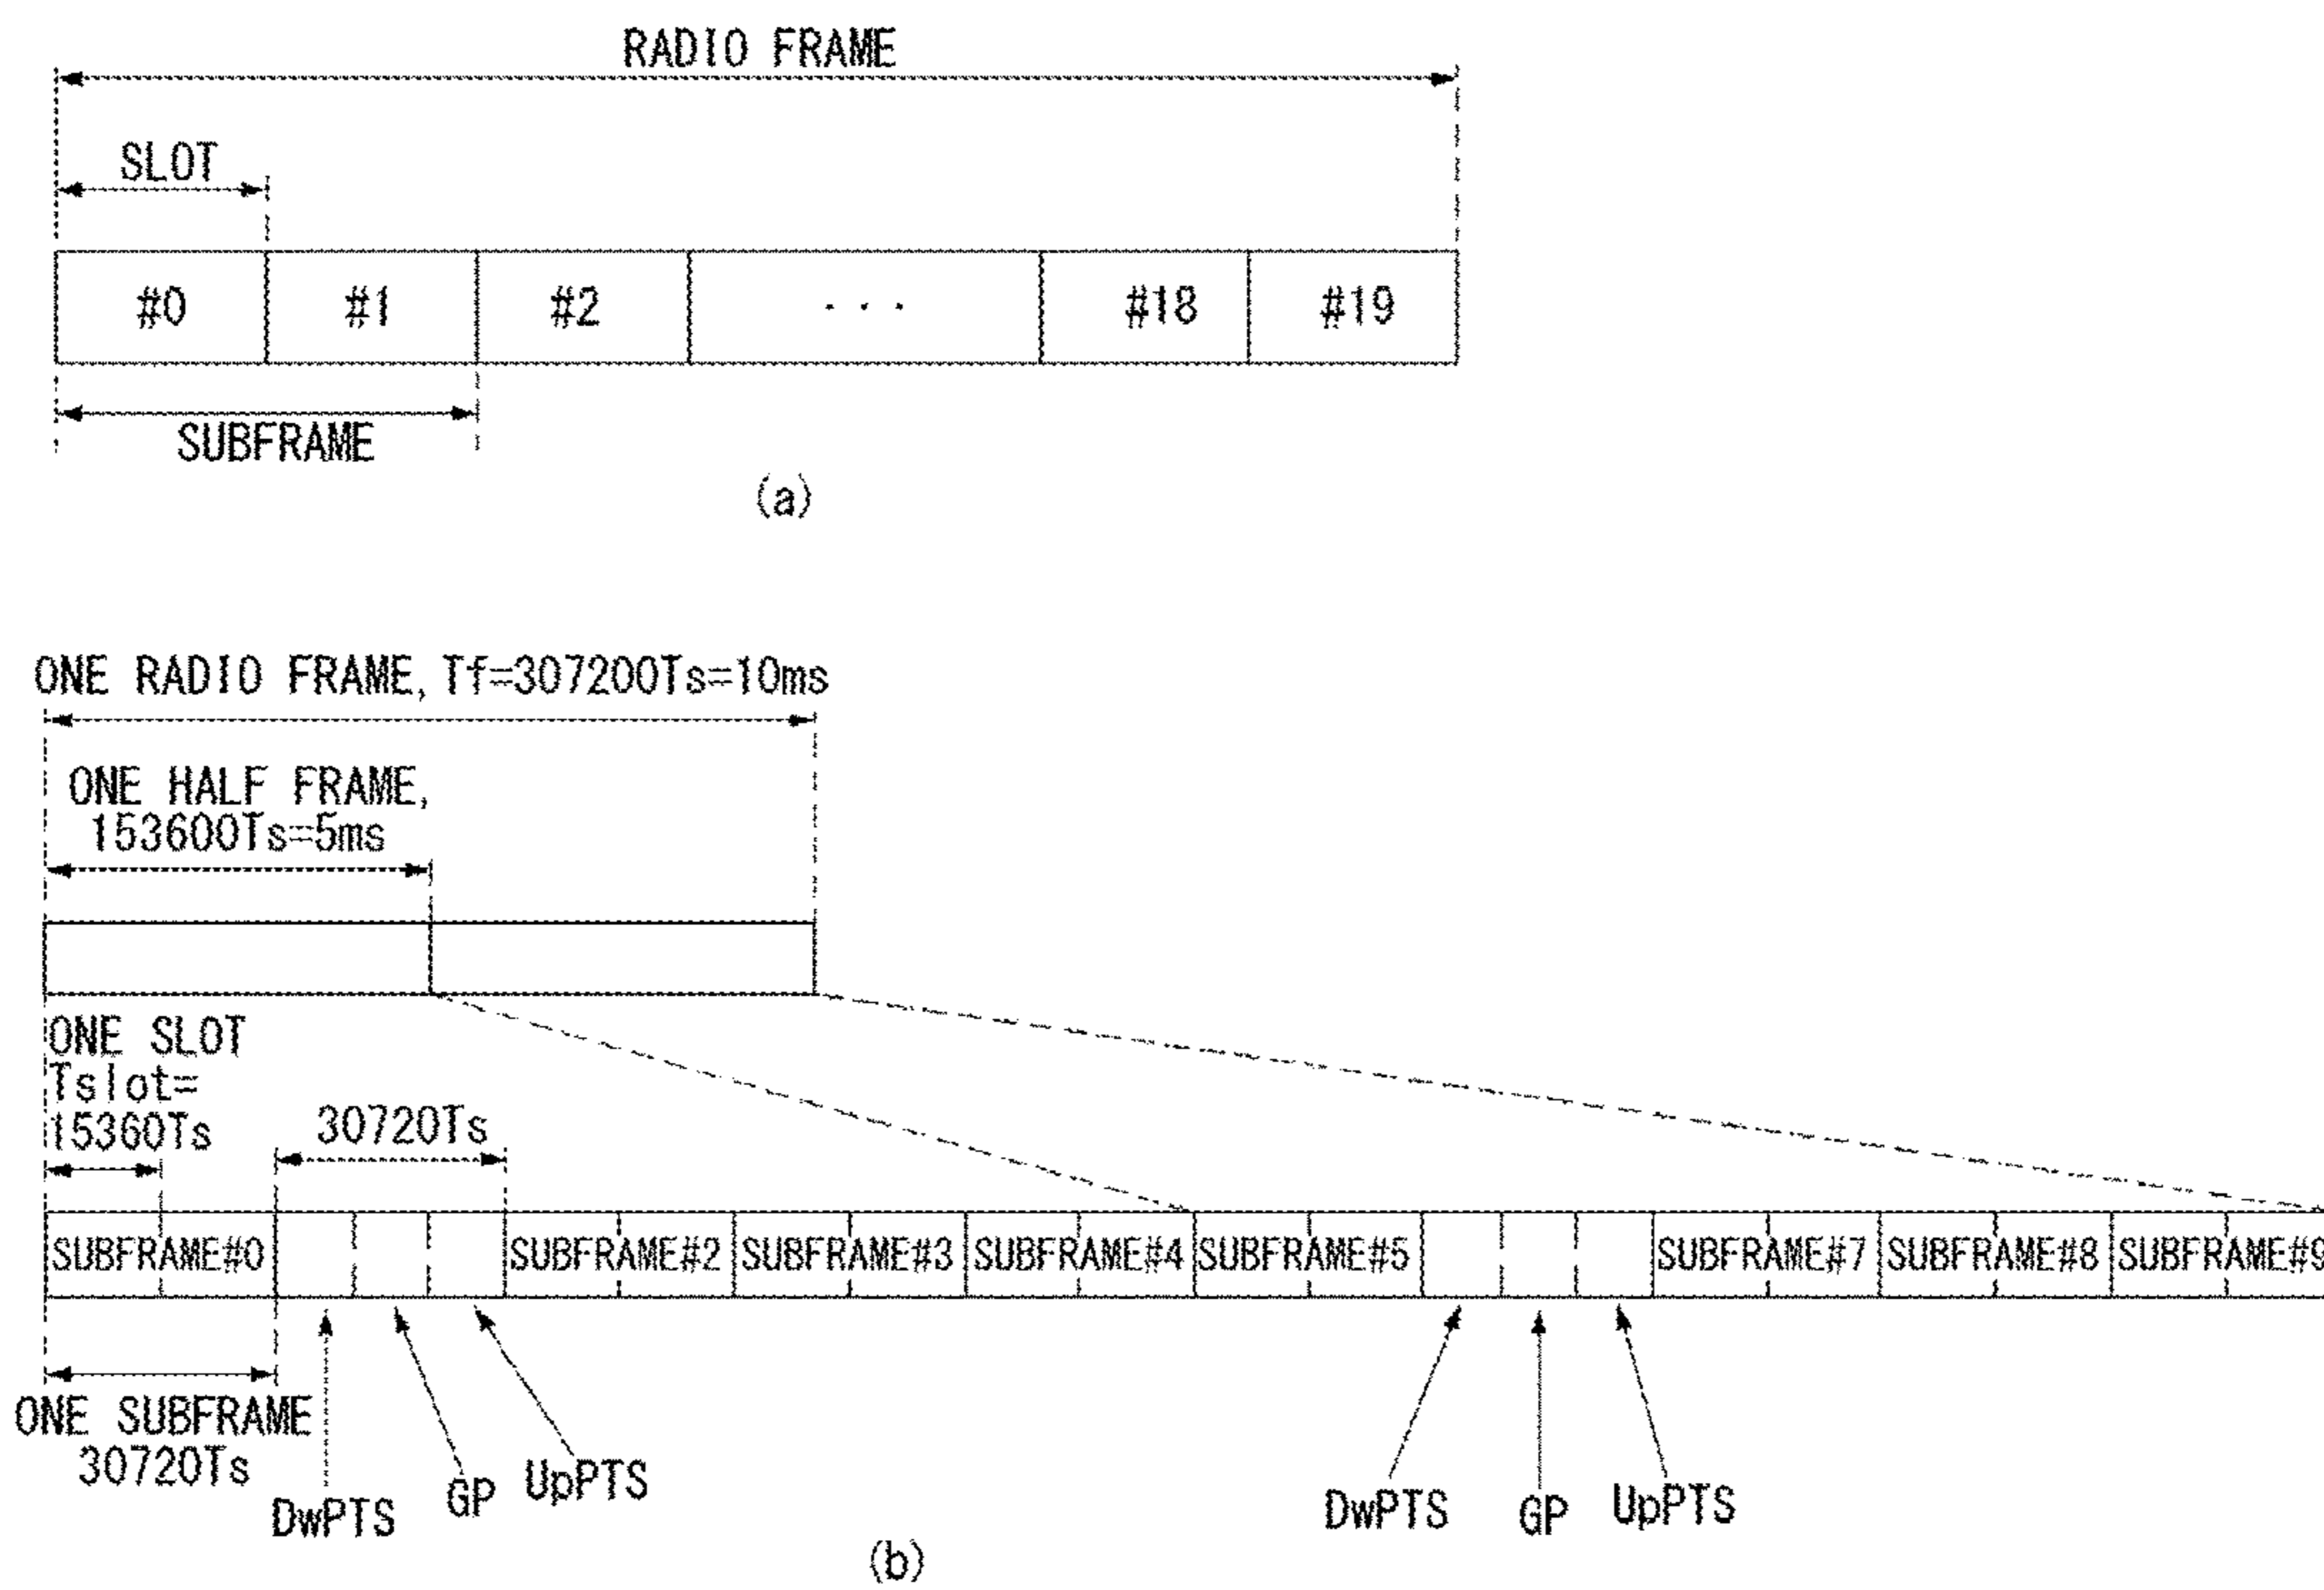 RADIO FRAME
SLOT
#0 #1 #2 ... #18 #19
SUBFRAME
(a)
ONE RADIO FRAME, Tf=307200Ts=10ms
ONE HALF FRAME,
153600Ts=5ms
ONE SLOT
Tslot=
15360Ts
30720Ts
SUBFRAME#0 SUBFRAME#2 SUBFRAME#3 SUBFRAME#4 SUBFRAME#5 SUBFRAME#7 SUBFRAME#8 SUBFRAME#9
ONE SUBFRAME
30720Ts
DwPTS GP UpPTS DwPTS GP UpPTS
(b)